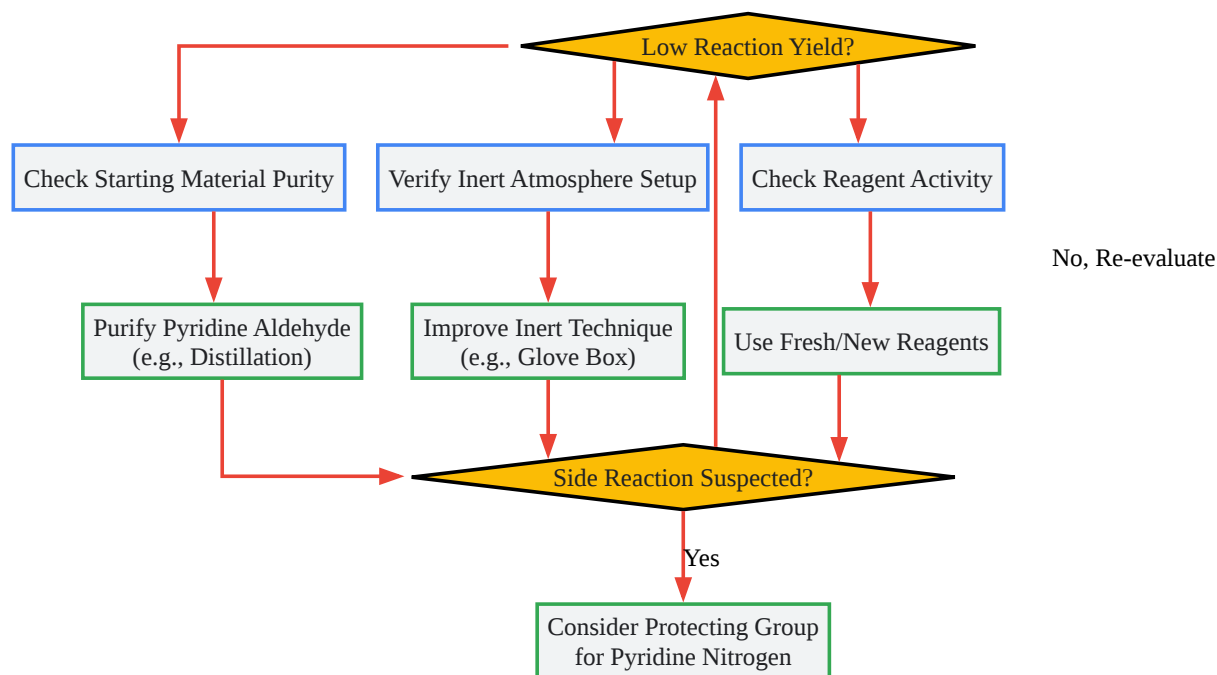 Low Reaction Yield?
Check Starting Material Purity
Verify Inert Atmosphere Setup
Check Reagent Activity
No, Re-evaluate
Purify Pyridine Aldehyde
(e.g., Distillation)
Improve Inert Technique
(e.g., Glove Box)
Use Fresh/New Reagents
Side Reaction Suspected?
Yes
Consider Protecting Group
for Pyridine Nitrogen